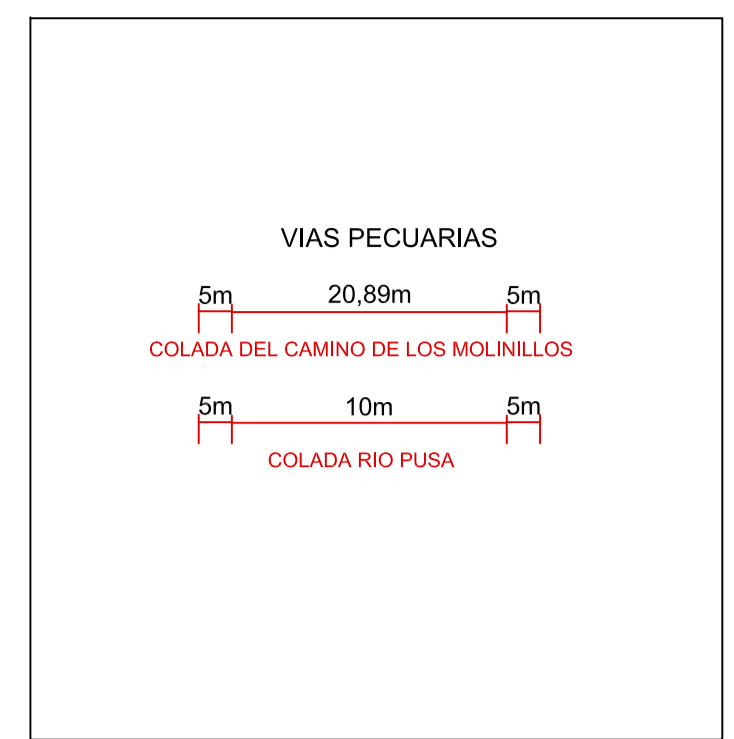 VIAS PECUARIAS
5m 20,89m 5m
COLADA DEL CAMINO DE LOS MOLINILLOS
5m 10m 5m
COLADA RIO PUSA